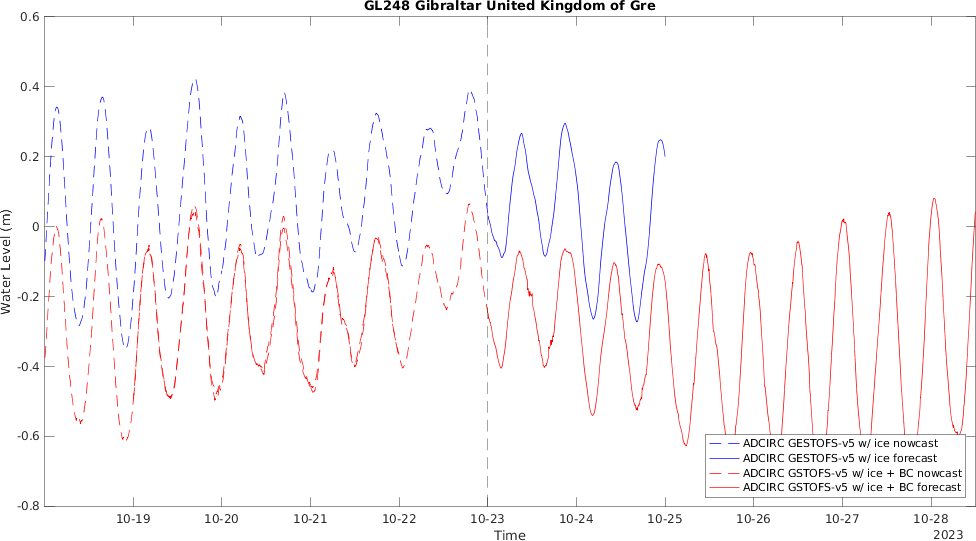 GL248 Gibraltar United Kingdom of Gre
0.6
0.4
0.2
0
-0.2
-0.4
-0.6
-0.8
Water Level (m)
10-19 10-20 10-21 10-22 10-23 10-24 10-25 10-26 10-27 10-28
Time
2023
ADCIRC GESTOFS-v5 w/ ice nowcast
ADCIRC GESTOFS-v5 w/ ice forecast
ADCIRC GSTOFS-v5 w/ ice + BC nowcast
ADCIRC GSTOFS-v5 w/ ice + BC forecast